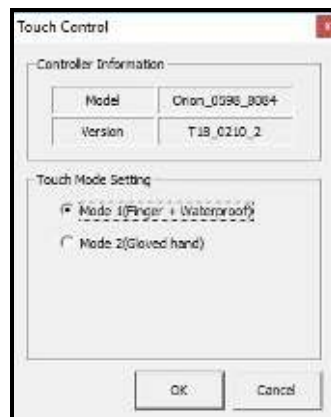 Touch Control
x
Controller Information
Model Orion_0598_8084
Version T18_0210_2
Touch Mode Setting
Mode 1(Finger + Waterproof)
Mode 2(Gloved hand)
OK Cancel